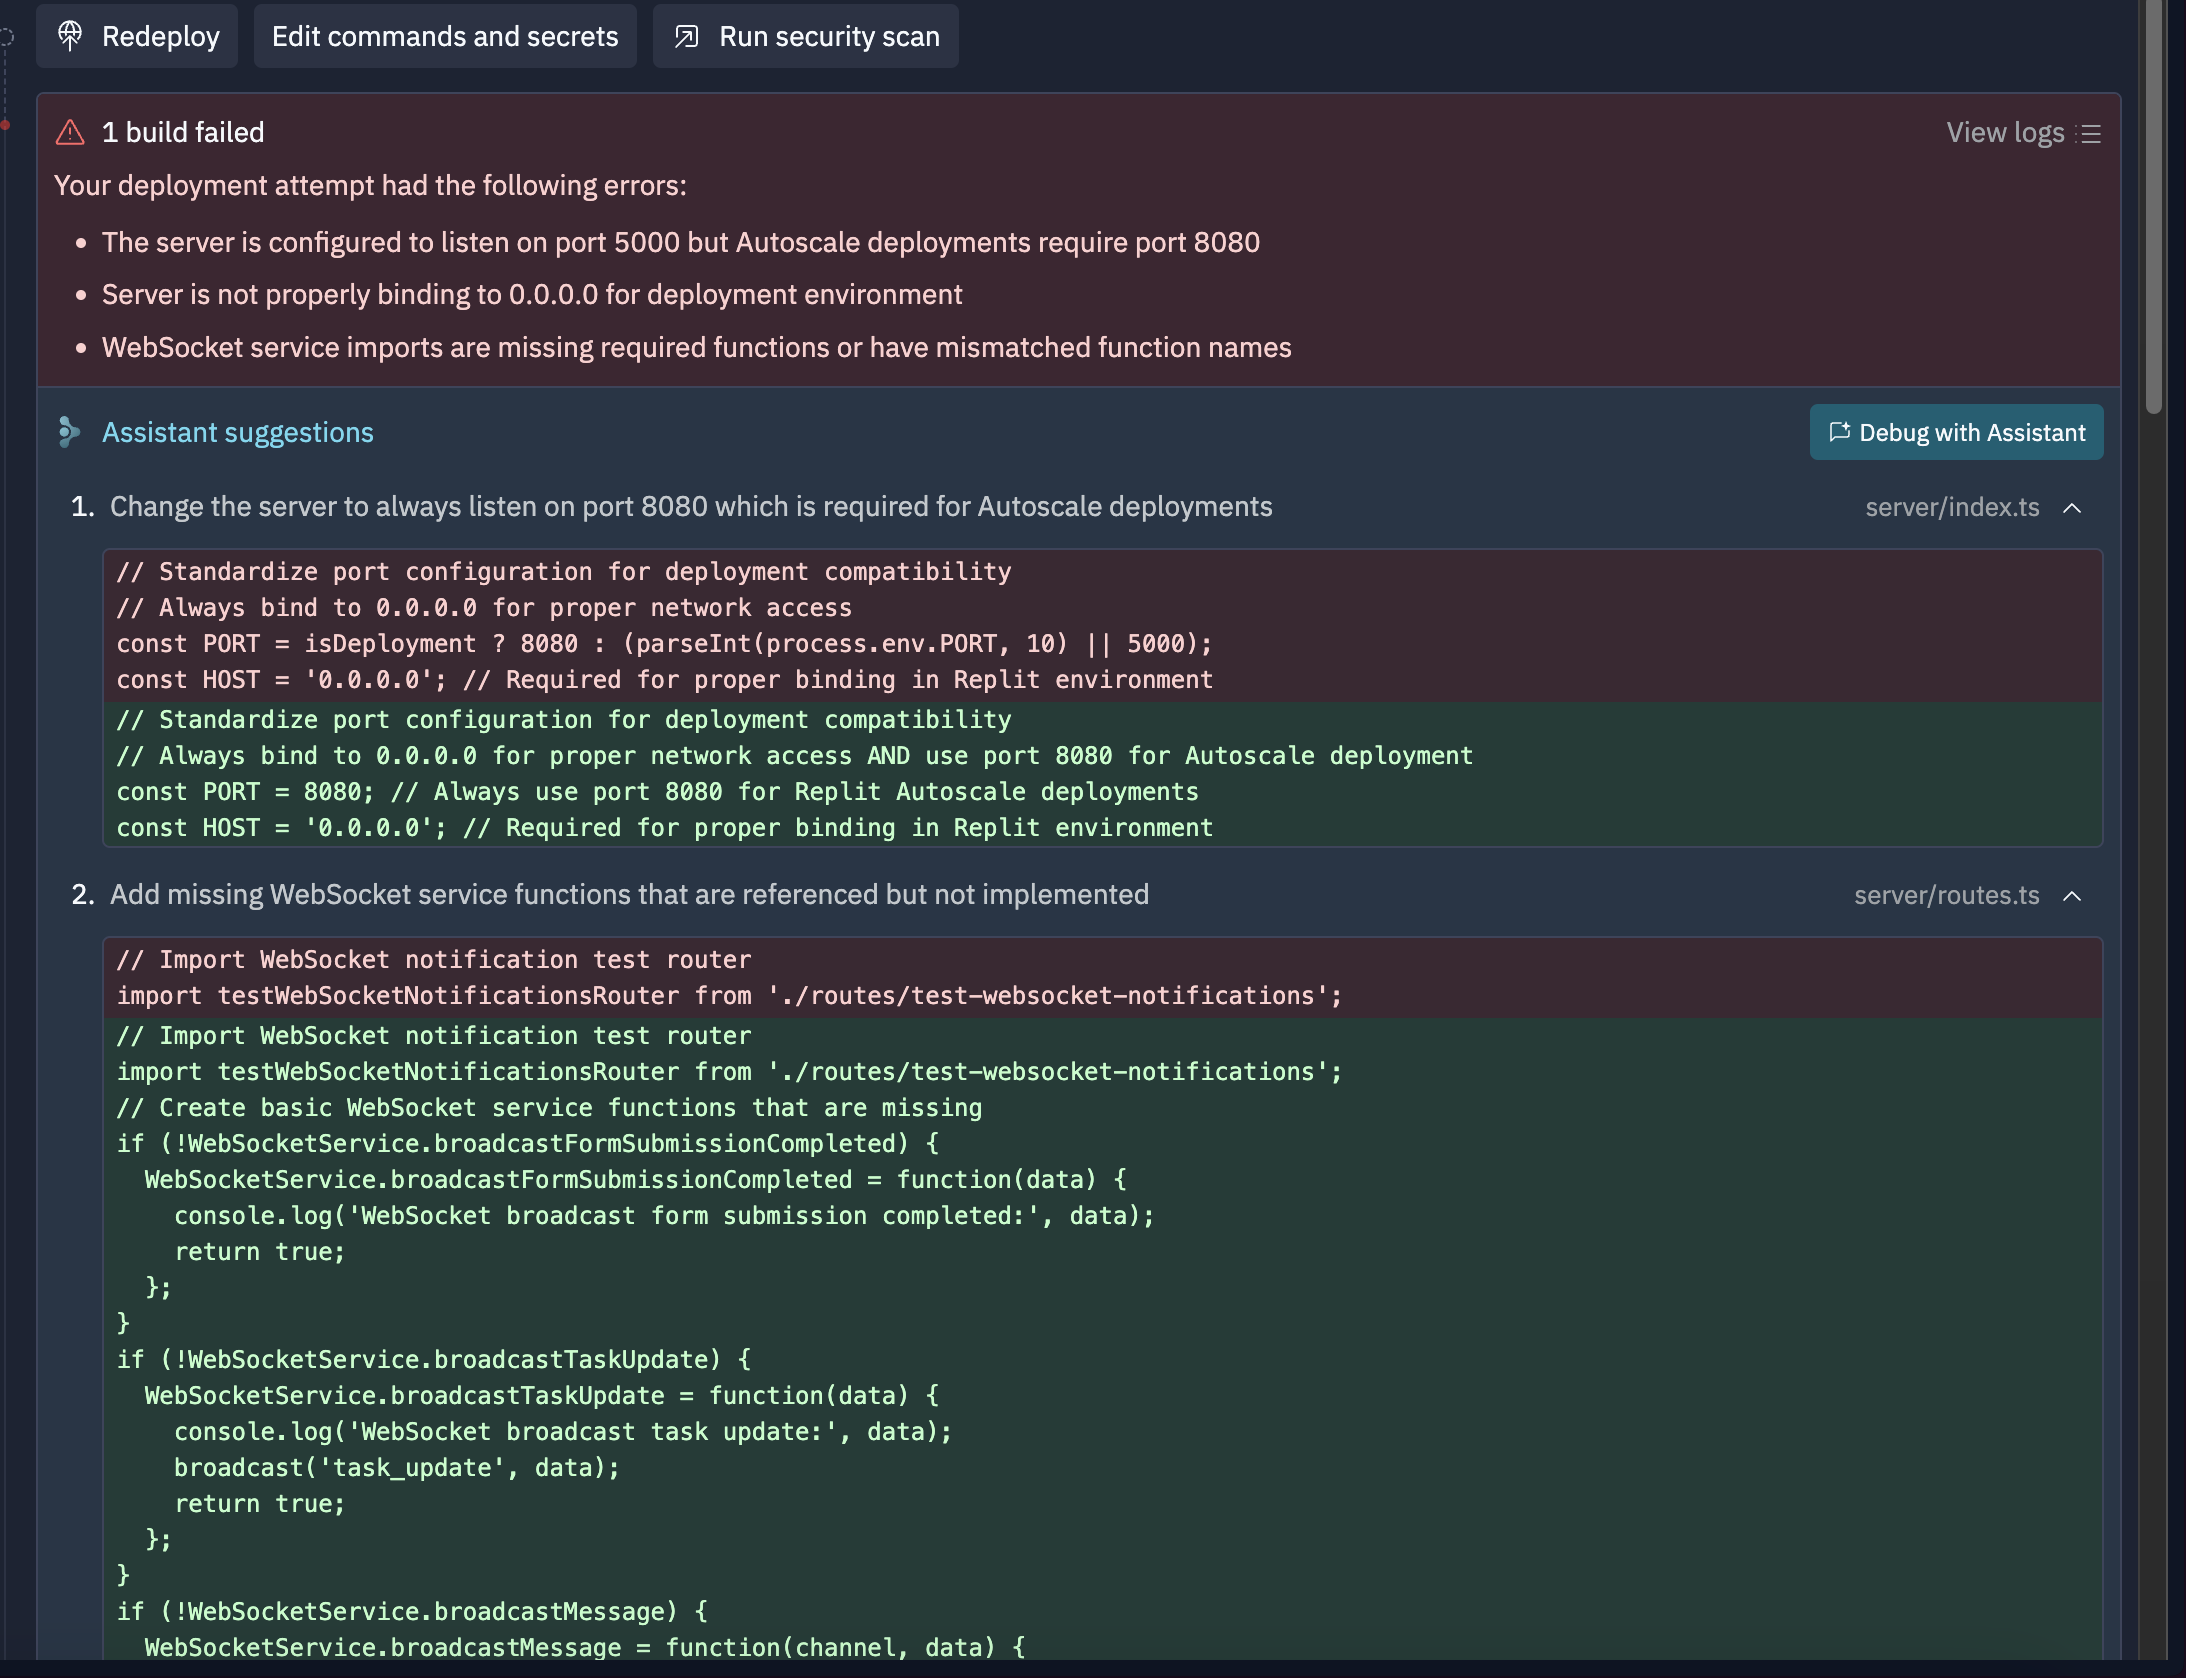 Redeploy
Edit commands and secrets
Run security scan
1 build failed
View logs
Your deployment attempt had the following errors:
• The server is configured to listen on port 5000 but Autoscale deployments require port 8080
• Server is not properly binding to 0.0.0.0 for deployment environment
• WebSocket service imports are missing required functions or have mismatched function names
Assistant suggestions
Debug with Assistant
1. Change the server to always listen on port 8080 which is required for Autoscale deployments
server/index.ts
// Standardize port configuration for deployment compatibility
// Always bind to 0.0.0.0 for proper network access
const PORT = isDeployment ? 8080 : (parseInt(process.env.PORT, 10) || 5000);
const HOST = '0.0.0.0'; // Required for proper binding in Replit environment
// Standardize port configuration for deployment compatibility
// Always bind to 0.0.0.0 for proper network access AND use port 8080 for Autoscale deployment
const PORT = 8080; // Always use port 8080 for Replit Autoscale deployments
const HOST = '0.0.0.0'; // Required for proper binding in Replit environment
2. Add missing WebSocket service functions that are referenced but not implemented
server/routes.ts
// Import WebSocket notification test router
import testWebSocketNotificationsRouter from './routes/test-websocket-notifications';
// Import WebSocket notification test router
import testWebSocketNotificationsRouter from './routes/test-websocket-notifications';
// Create basic WebSocket service functions that are missing
if (!WebSocketService.broadcastFormSubmissionCompleted) {
  WebSocketService.broadcastFormSubmissionCompleted = function(data) {
    console.log('WebSocket broadcast form submission completed:', data);
    return true;
  };
}
if (!WebSocketService.broadcastTaskUpdate) {
  WebSocketService.broadcastTaskUpdate = function(data) {
    console.log('WebSocket broadcast task update:', data);
    broadcast('task_update', data);
    return true;
  };
}
if (!WebSocketService.broadcastMessage) {
  WebSocketService.broadcastMessage = function(channel, data) {